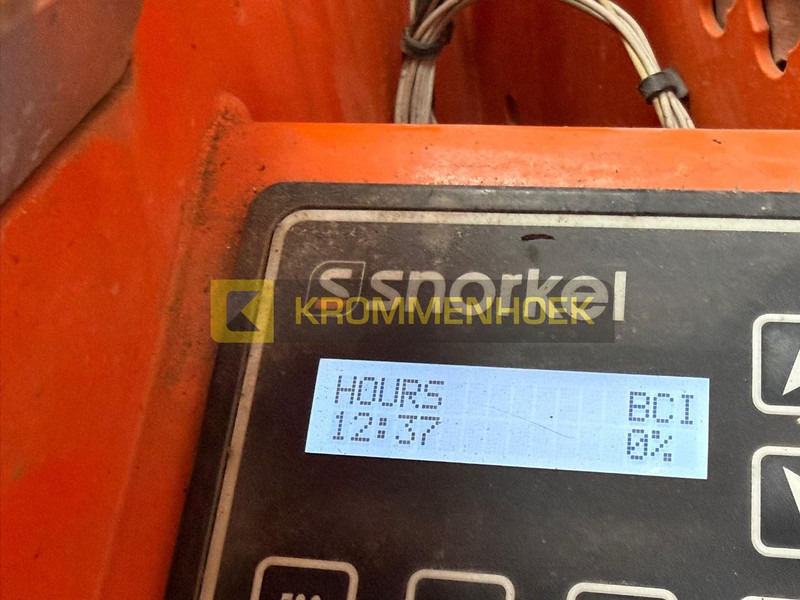 snorkel
KROMMENHOEK
HOURS BCI
12:37 0%